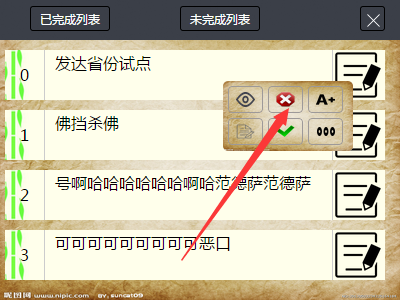 已完成列表 未完成列表
0 发达省份试点
A+
1 佛挡杀佛
2 号啊哈哈哈哈哈哈啊哈范德萨范德萨
3 可可可可可可可可可恶口
昵图网 www.nipic.com BY: suncat09